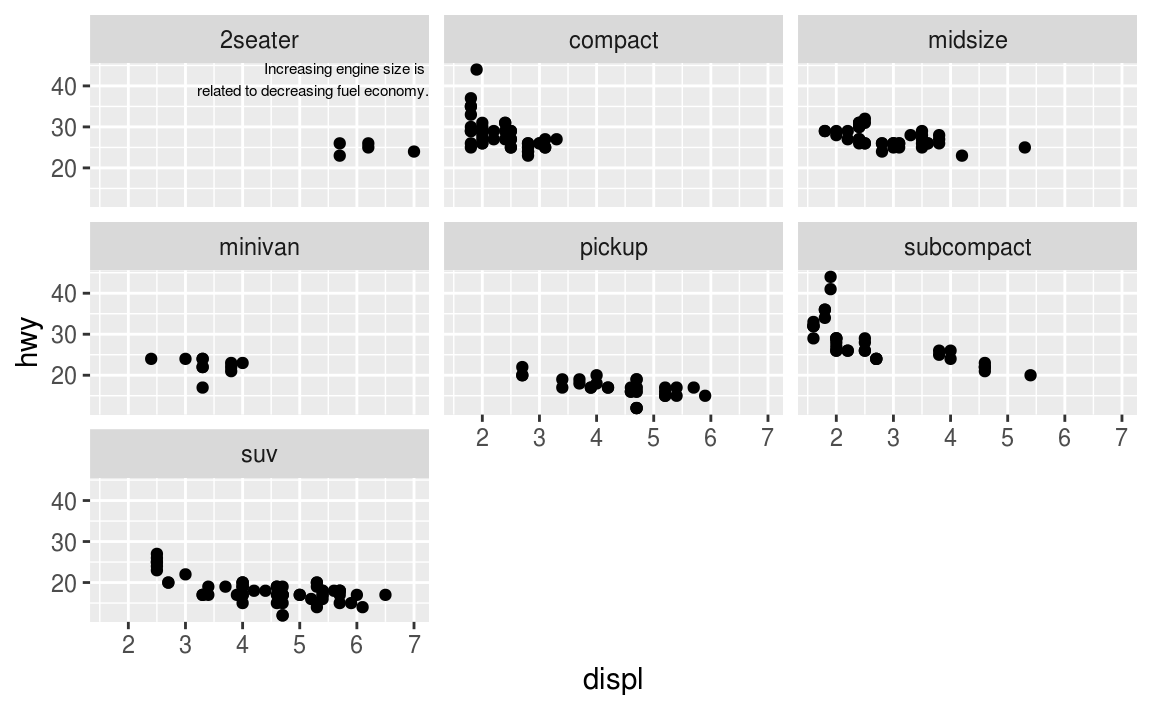 2seater
compact
midsize
Increasing engine size is
related to decreasing fuel economy.
40
30
20
minivan
pickup
subcompact
40
30
20
hwy
2 3 4 5 6 7
2 3 4 5 6 7
suv
40
30
20
2 3 4 5 6 7
displ